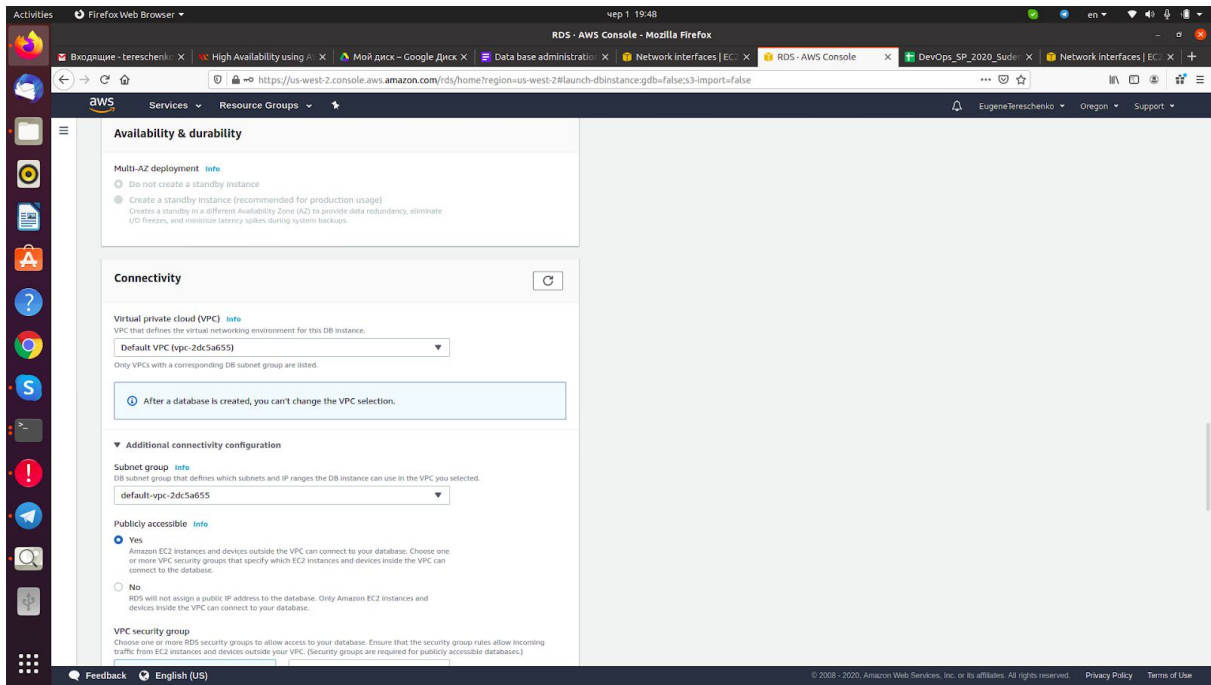 Activities Firefox Web Browser чер 1 19:48 en
RDS · AWS Console - Mozilla Firefox
Входящие - tereschenko High Availability using A Мой диск – Google Диск Data base administratio Network interfaces | EC2 RDS · AWS Console DevOps_SP_2020_Suden Network interfaces | EC2
https://us-west-2.console.aws.amazon.com/rds/home?region=us-west-2#launch-dbinstance:gdb=false;s3-import=false
aws Services Resource Groups EugeneTereschenko Oregon Support
Availability & durability
Multi-AZ deployment Info
Do not create a standby instance
Create a standby instance (recommended for production usage)
Creates a standby in a different Availability Zone (AZ) to provide data redundancy, eliminate
I/O freezes, and minimize latency spikes during system backups.
Connectivity
Virtual private cloud (VPC) Info
VPC that defines the virtual networking environment for this DB instance.
Default VPC (vpc-2dc5a655)
Only VPCs with a corresponding DB subnet group are listed.
After a database is created, you can't change the VPC selection.
Additional connectivity configuration
Subnet group Info
DB subnet group that defines which subnets and IP ranges the DB instance can use in the VPC you selected.
default-vpc-2dc5a655
Publicly accessible Info
Yes
Amazon EC2 instances and devices outside the VPC can connect to your database. Choose one
or more VPC security groups that specify which EC2 instances and devices inside the VPC can
connect to the database.
No
RDS will not assign a public IP address to the database. Only Amazon EC2 instances and
devices inside the VPC can connect to your database.
VPC security group
Choose one or more RDS security groups to allow access to your database. Ensure that the security group rules allow incoming
traffic from EC2 instances and devices outside your VPC. (Security groups are required for publicly accessible databases.)
Feedback English (US) © 2008 - 2020, Amazon Web Services, Inc. or its affiliates. All rights reserved. Privacy Policy Terms of Use